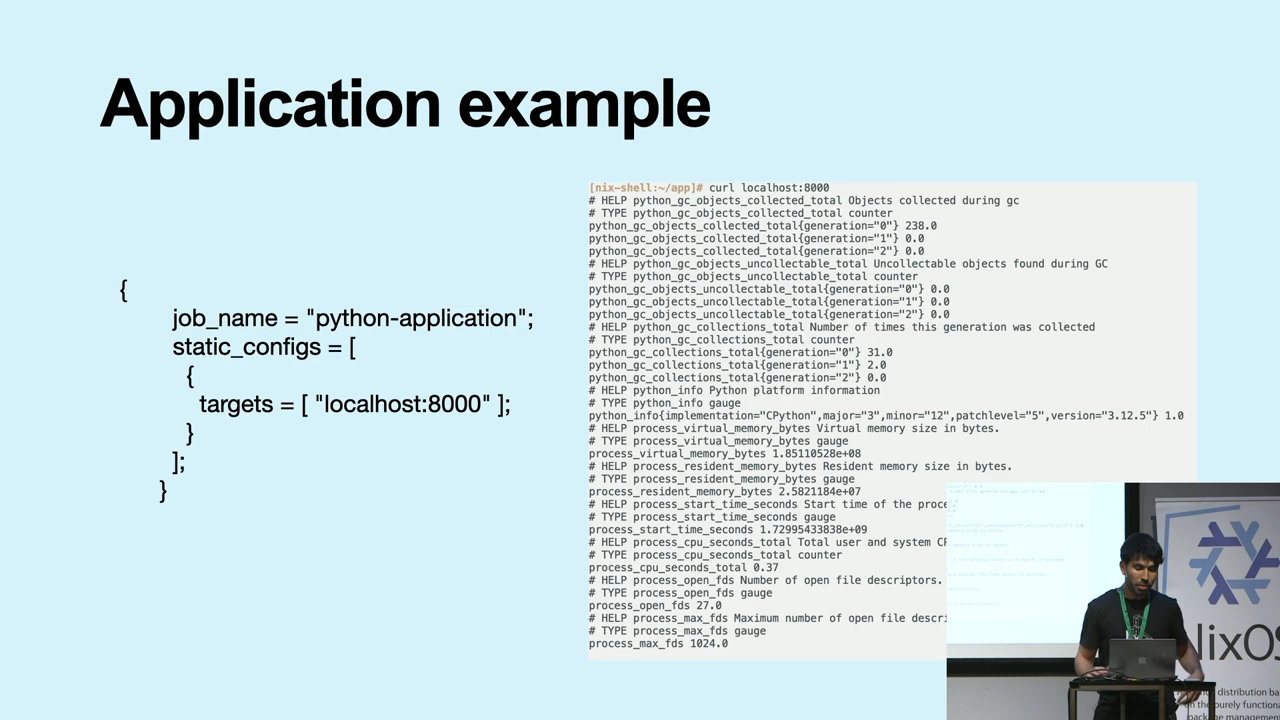 Application example
{
job_name = "python-application";
static_configs = [
{
targets = [ "localhost:8000" ];
}
];
}
[nix-shell:~/app]# curl localhost:8000
# HELP python_gc_objects_collected_total Objects collected during gc
# TYPE python_gc_objects_collected_total counter
python_gc_objects_collected_total{generation="0"} 238.0
python_gc_objects_collected_total{generation="1"} 0.0
python_gc_objects_collected_total{generation="2"} 0.0
# HELP python_gc_objects_uncollectable_total Uncollectable objects found during GC
# TYPE python_gc_objects_uncollectable_total counter
python_gc_objects_uncollectable_total{generation="0"} 0.0
python_gc_objects_uncollectable_total{generation="1"} 0.0
python_gc_objects_uncollectable_total{generation="2"} 0.0
# HELP python_gc_collections_total Number of times this generation was collected
# TYPE python_gc_collections_total counter
python_gc_collections_total{generation="0"} 31.0
python_gc_collections_total{generation="1"} 2.0
python_gc_collections_total{generation="2"} 0.0
# HELP python_info Python platform information
# TYPE python_info gauge
python_info{implementation="CPython",major="3",minor="12",patchlevel="5",version="3.12.5"} 1.0
# HELP process_virtual_memory_bytes Virtual memory size in bytes.
# TYPE process_virtual_memory_bytes gauge
process_virtual_memory_bytes 1.85110528e+08
# HELP process_resident_memory_bytes Resident memory size in bytes.
# TYPE process_resident_memory_bytes gauge
process_resident_memory_bytes 2.5821184e+07
# HELP process_start_time_seconds Start time of the proce
# TYPE process_start_time_seconds gauge
process_start_time_seconds 1.72995433838e+09
# HELP process_cpu_seconds_total Total user and system CP
# TYPE process_cpu_seconds_total counter
process_cpu_seconds_total 0.37
# HELP process_open_fds Number of open file descriptors.
# TYPE process_open_fds gauge
process_open_fds 27.0
# HELP process_max_fds Maximum number of open file descri
# TYPE process_max_fds gauge
process_max_fds 1024.0
lixOS
distribution ba
n the purely functio
package managemen